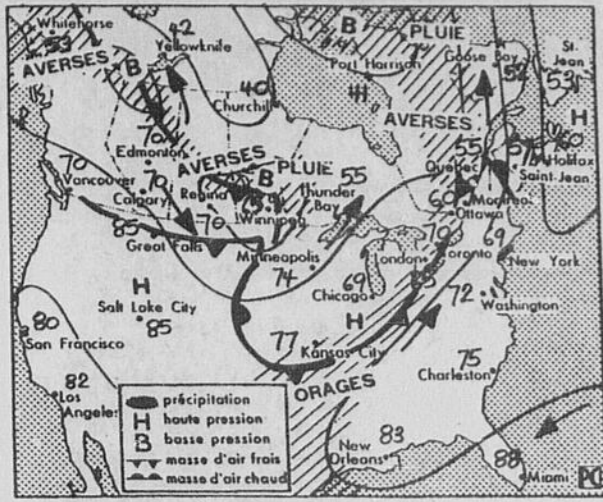 Whitehorse
53
42
Yellowknife
B
PLUIE
Goose Bay
52
St.
Jean
53
AVERSES
B
Port Harrison
40
Churchill
H
AVERSES
70
Edmonton
AVERSES
B
PLUIE
55
55
Québec
Halifax
Saint-Jean
70
Vancouver
70
Calgary
Regina
70
Winnipeg
Thunder
Bay
60
Montréal
Ottawa
85
Great Falls
Minneapolis
74
London
70
Toronto
69
New York
H
Salt Lake City
85
69
Chicago
72
Washington
80
San Francisco
77
H
Kansas City
75
Charleston
82
Los
Angeles
ORAGES
précipitation
H haute pression
B basse pression
masse d'air frais
masse d'air chaud
83
New
Orleans
88
Miami
PC